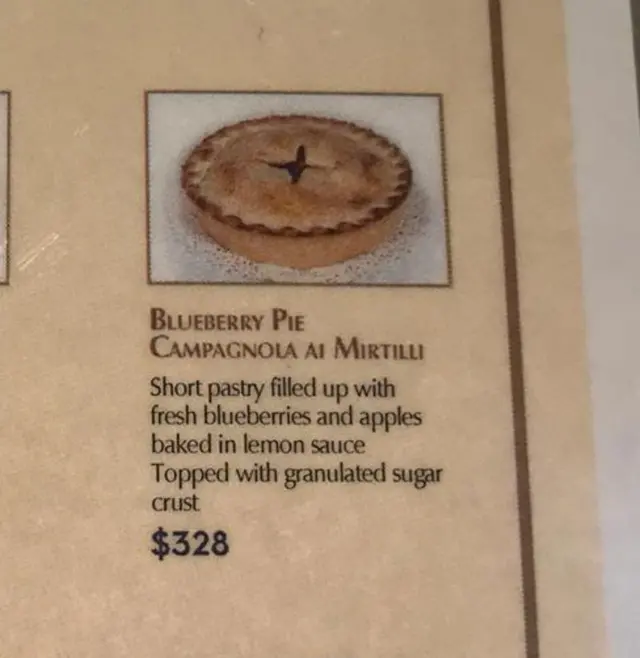 BLUEBERRY PIE
CAMPAGNOLA AI MIRTILLI
Short pastry filled up with
fresh blueberries and apples
baked in lemon sauce
Topped with granulated sugar
crust
$328